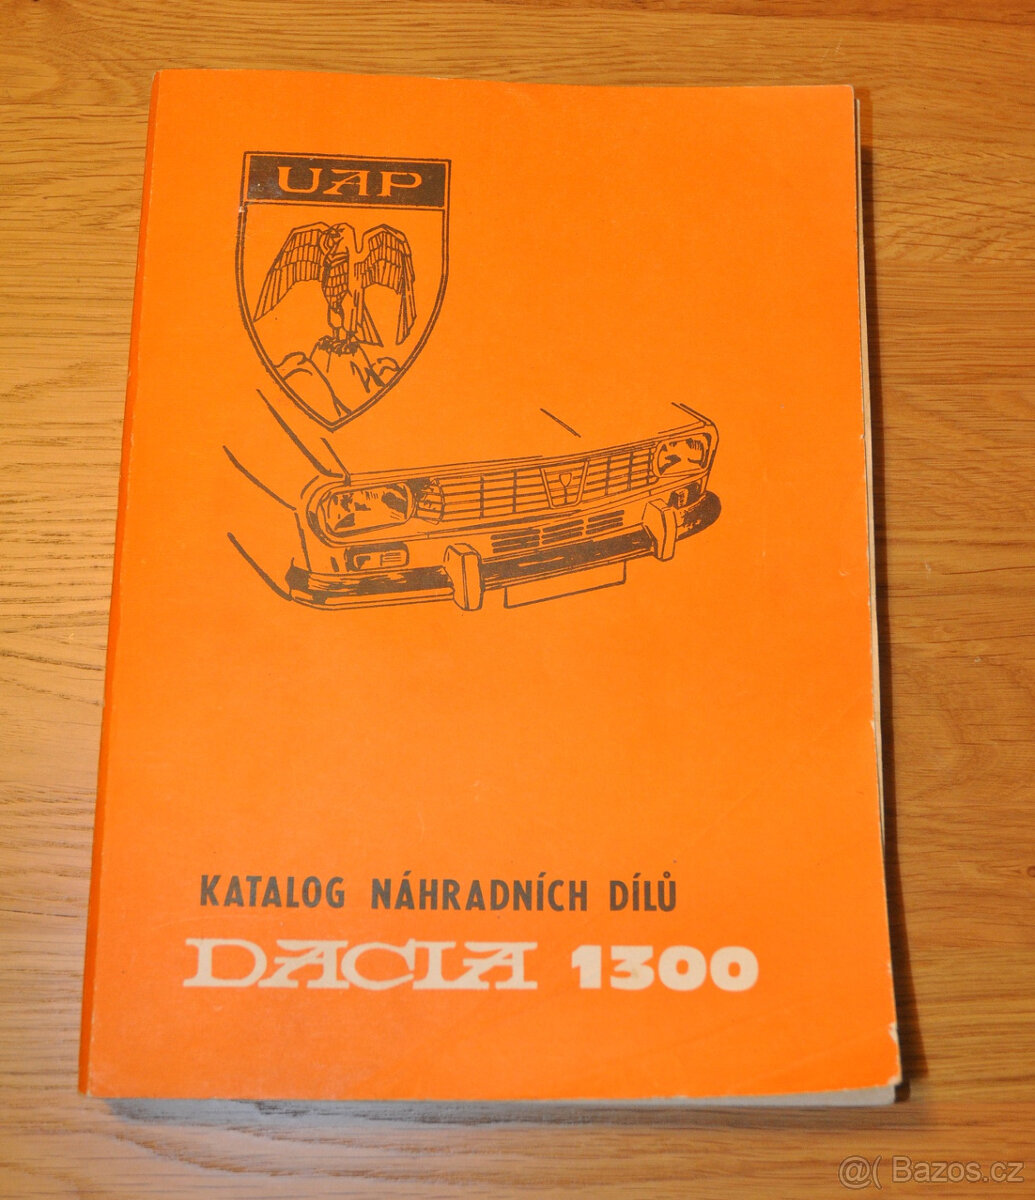 UAP
KATALOG NÁHRADNÍCH DÍLŮ
DACIA 1300
@( Bazos.cz